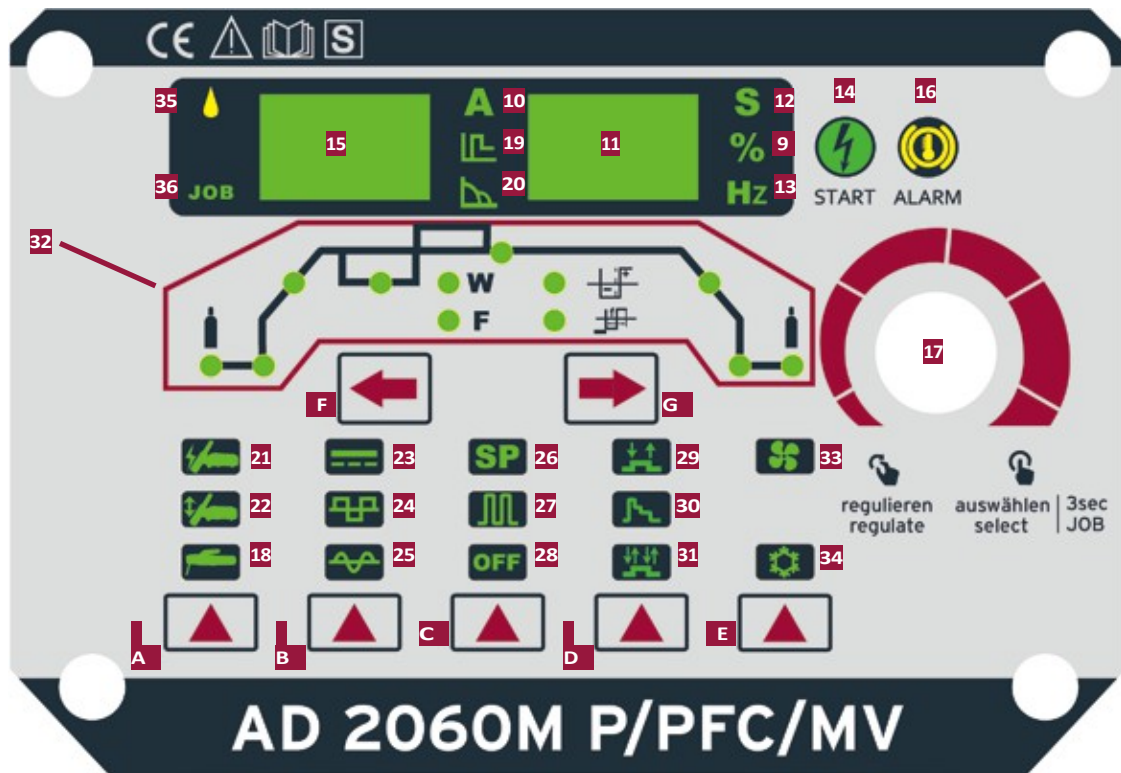 CE S
35 10 12 14 16
A S
15 19 11 % 9
36 JOB 20 Hz 13 START ALARM
32
W
F
17
F G
21 23 SP 26 29 33
22 24 27 30 regulieren auswählen 3sec
regulate select JOB
18 25 OFF 28 31 34
A B C D E
AD 2060M P/PFC/MV